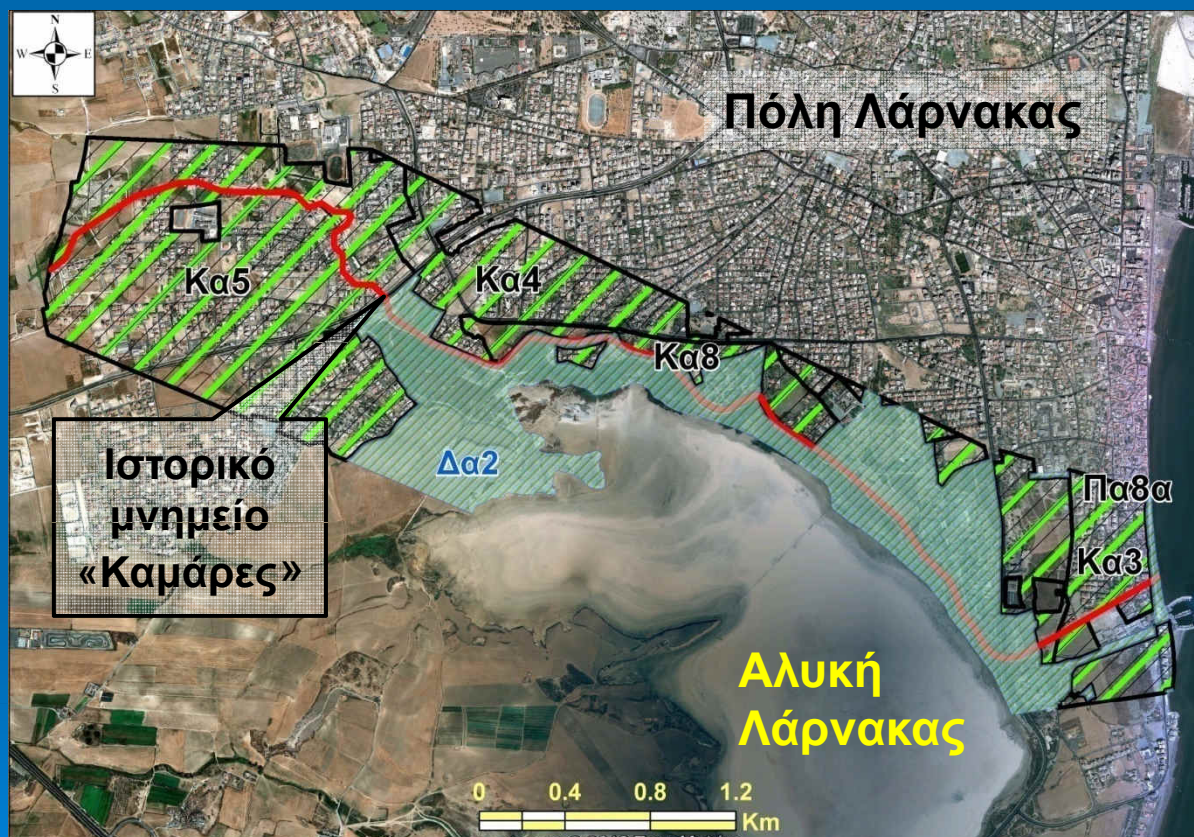 N
W E
S
Πόλη Λάρνακας
Κα5
Κα4
Κα8
Δα2
Πα8α
Κα3
Ιστορικό
μνημείο
«Καμάρες»
Αλυκή
Λάρνακας
0 0.4 0.8 1.2
Km